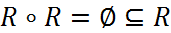 R ∘ R = ∅ ⊆ R